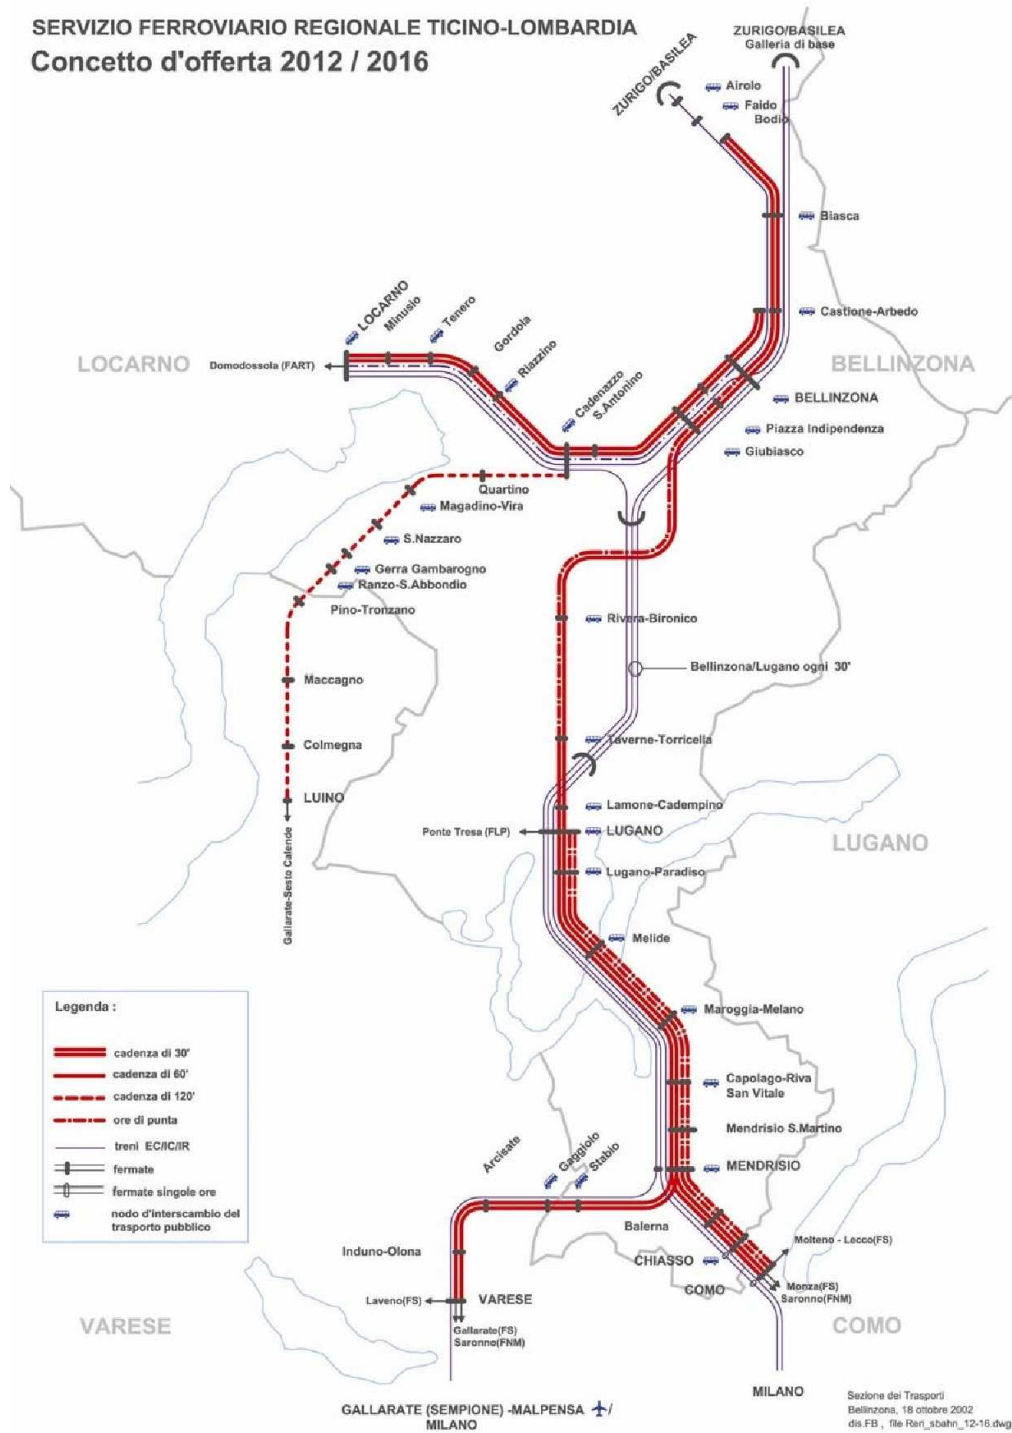 SERVIZIO FERROVIARIO REGIONALE TICINO-LOMBARDIA
Concetto d'offerta 2012 / 2016
ZURIGO/BASILEA
Galleria di base
ZURIGO/BASILEA
Airolo
Faido
Bodio
Biasca
Castione-Arbedo
LOCARNO
Minusio
Tenero
Gordola
Riazzino
Cadenazzo
S.Antonino
LOCARNO
Domodossola (FART)
BELLINZONA
BELLINZONA
Piazza Indipendenza
Giubiasco
Quartino
Magadino-Vira
S.Nazzaro
Gerra Gambarogno
Ranzo-S.Abbondio
Pino-Tronzano
Rivera-Bironico
Bellinzona/Lugano ogni 30'
Maccagno
Colmegna
Taverne-Torricella
LUINO
Gallarate-Sesto Calende
Lamone-Cadempino
Ponte Tresa (FLP)
LUGANO
LUGANO
Lugano-Paradiso
Melide
Maroggia-Melano
Capolago-Riva
San Vitale
Mendrisio S.Martino
MENDRISIO
Legenda :
cadenza di 30'
cadenza di 60'
cadenza di 120'
ore di punta
treni EC/IC/IR
fermate
fermate singole ore
nodo d'interscambio del
trasporto pubblico
Arcisate
Gaggiolo
Stabio
Balerna
Induno-Olona
CHIASSO
Molteno - Lecco(FS)
COMO
Monza(FS)
Saronno(FNM)
Laveno(FS)
VARESE
VARESE
Gallarate(FS)
Saronno(FNM)
COMO
MILANO
GALLARATE (SEMPIONE) -MALPENSA /
MILANO
Sezione dei Trasporti
Bellinzona, 18 ottobre 2002
dis.FB , file Reri_sbahn_12-16.dwg